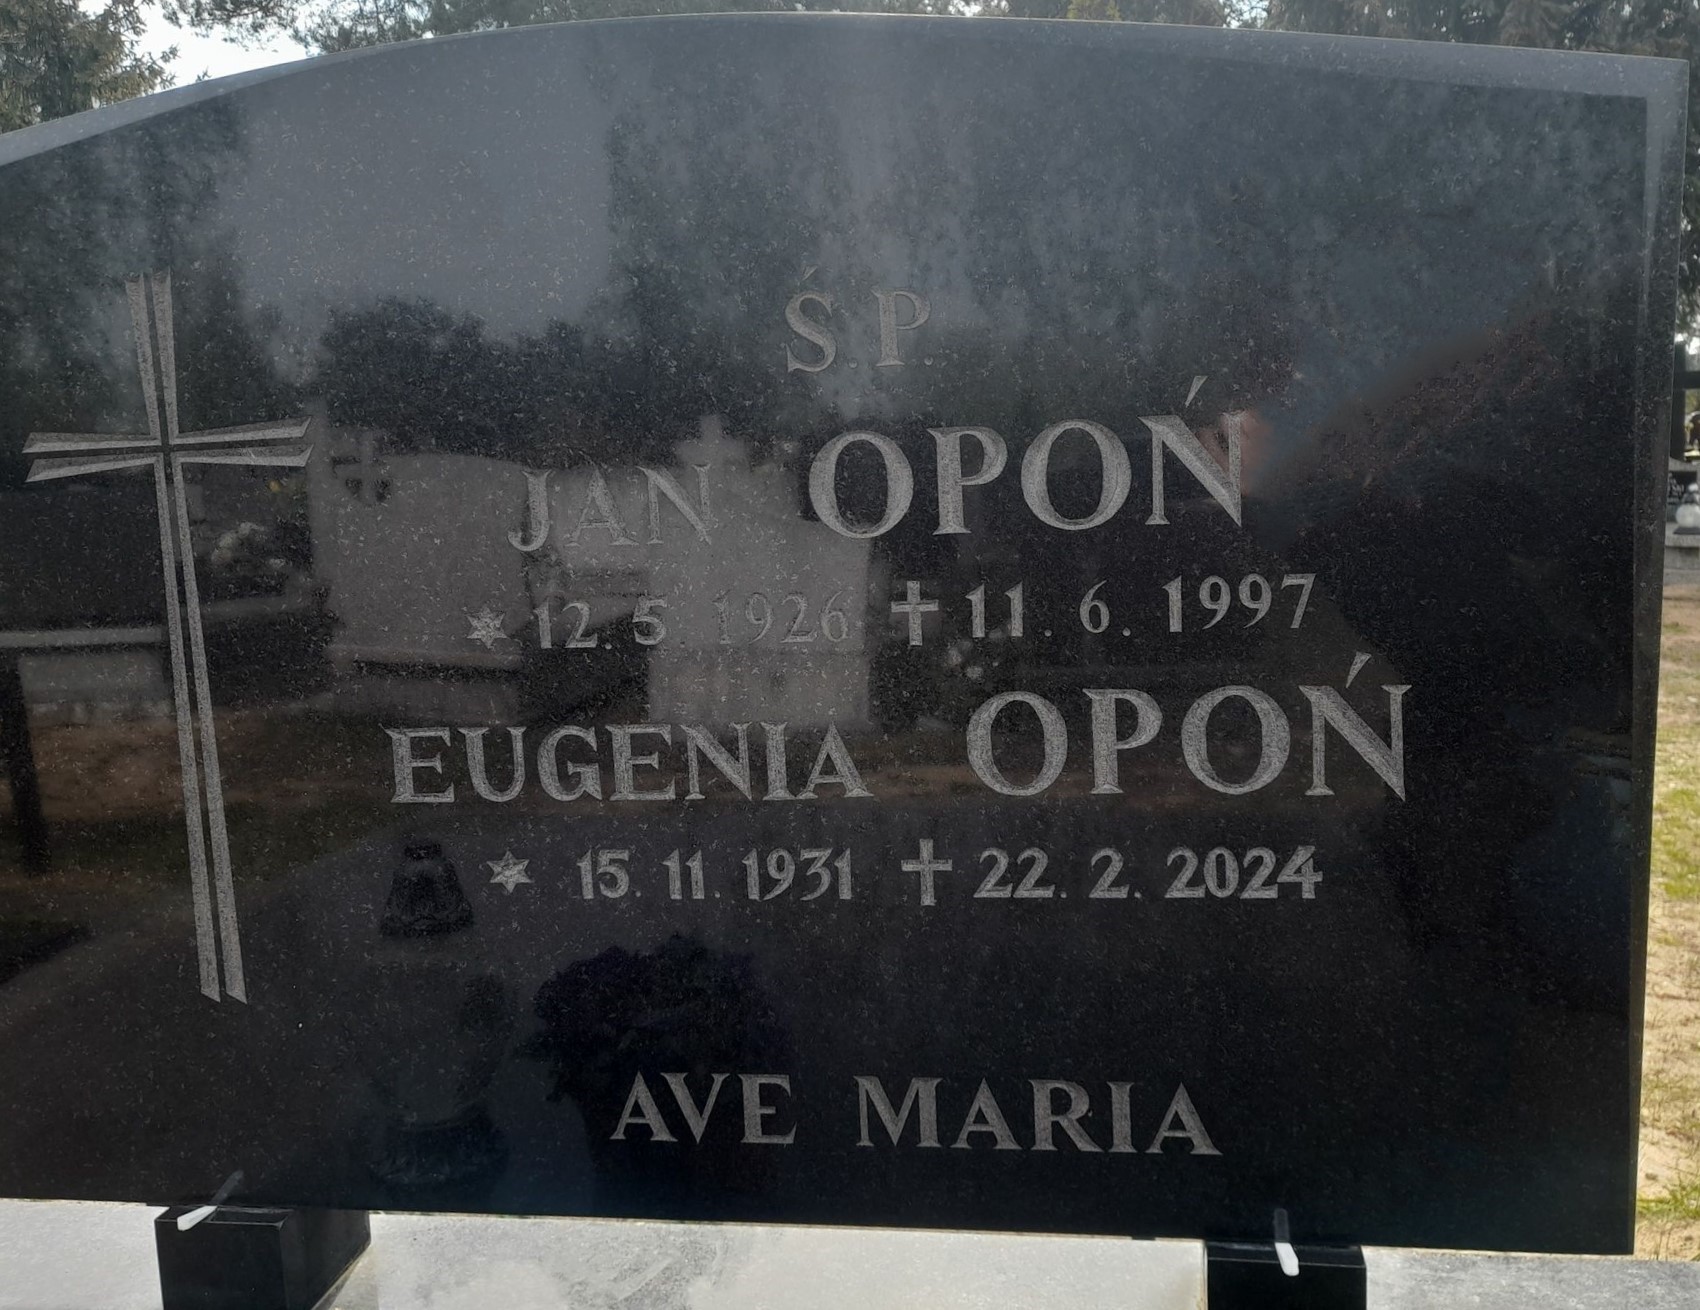 Ś.P.
JAN OPOŃ
✶ 12. 5. 1926 ✝ 11. 6. 1997
EUGENIA OPOŃ
✶ 15. 11. 1931 ✝ 22. 2. 2024
AVE MARIA